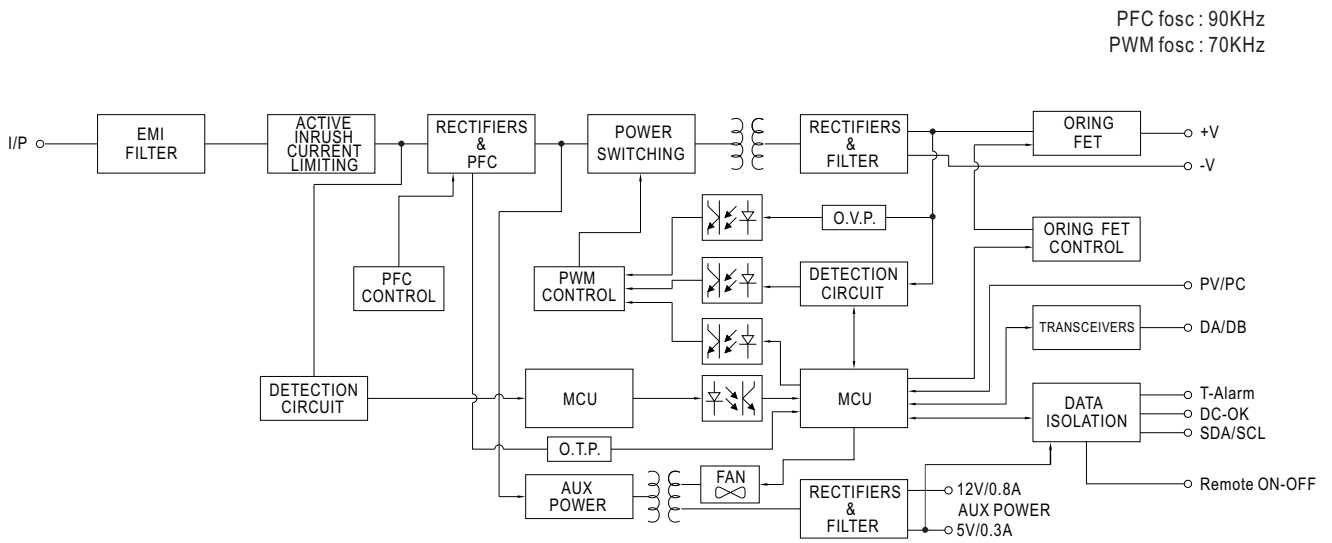 PFC fosc : 90KHz
PWM fosc : 70KHz
I/P
EMI
FILTER
ACTIVE
INRUSH
CURRENT
LIMITING
RECTIFIERS
&
PFC
POWER
SWITCHING
RECTIFIERS
&
FILTER
ORING
FET
+V
-V
O.V.P.
ORING FET
CONTROL
PFC
CONTROL
PWM
CONTROL
DETECTION
CIRCUIT
PV/PC
TRANSCEIVERS
DA/DB
DETECTION
CIRCUIT
MCU
MCU
DATA
ISOLATION
T-Alarm
DC-OK
SDA/SCL
O.T.P.
AUX
POWER
FAN
RECTIFIERS
&
FILTER
12V/0.8A
AUX POWER
5V/0.3A
Remote ON-OFF